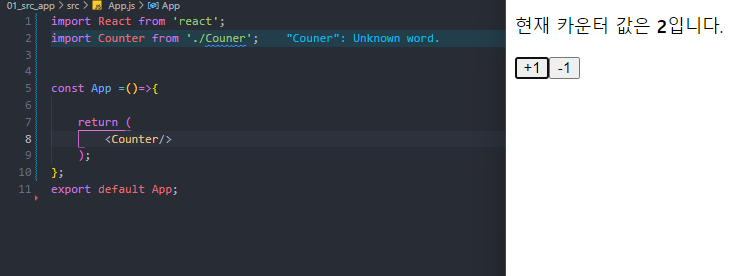 01_src_app > src > JS App.js > [ø] App
1 import React from 'react';
2 import Counter from './Couner'; "Couner": Unknown word.
3
4
5 const App =()=>{
6
7 return (
8 <Counter/>
9 );
10 };
11 export default App;
현재 카운터 값은 2입니다.
+1 -1